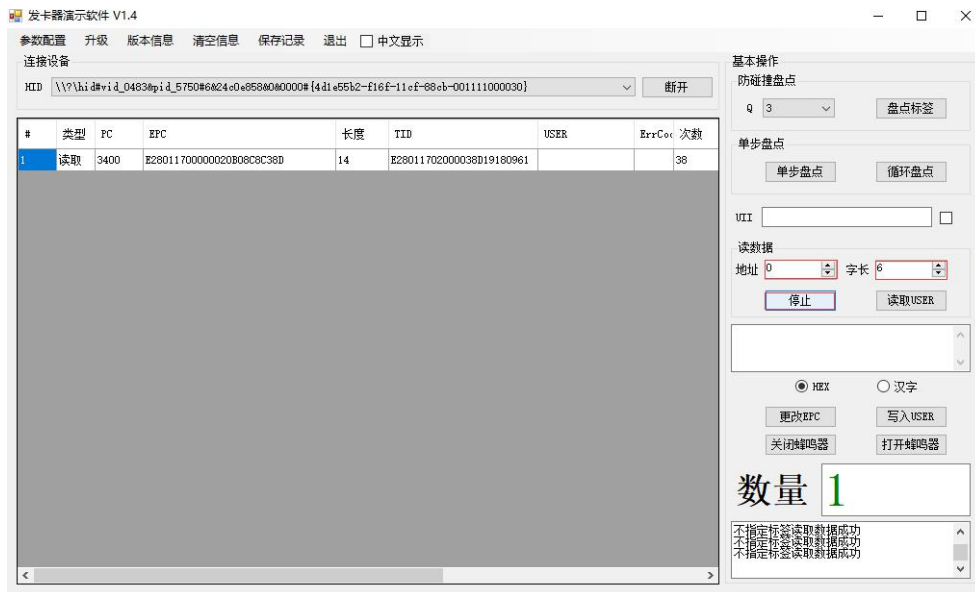 发卡器演示软件 V1.4
参数配置 升级 版本信息 清空信息 保存记录 退出 中文显示
连接设备
HID \\?\hid#vid_0483&pid_5750#6&24c0e858&0&0000#{4d1e55b2-f16f-11cf-88cb-001111000030} 断开
# 类型 PC EPC 长度 TID USER ErrCoc 次数
1 读取 3400 E28011700000020B08C8C38D 14 E28011702000038D19180961 38
基本操作
防碰撞盘点
Q 3 盘点标签
单步盘点
单步盘点 循环盘点
UII
读数据
地址 0 字长 6
停止 读取USER
HEX 汉字
更改EPC 写入USER
关闭蜂鸣器 打开蜂鸣器
数量 1
不指定标签读取数据成功
不指定标签读取数据成功
不指定标签读取数据成功